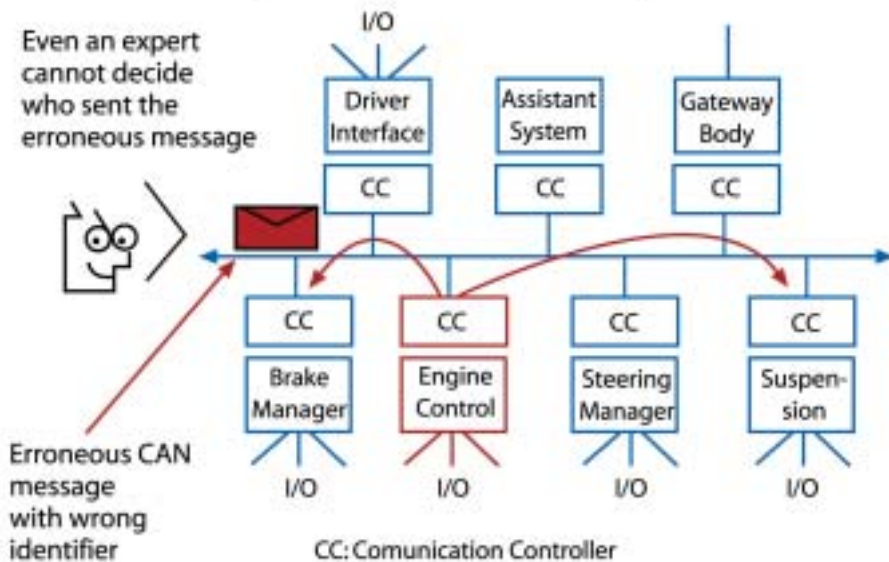 Even an expert
cannot decide
who sent the
erroneous message
I/O
Driver
Interface
Assistant
System
Gateway
Body
CC
CC
CC
CC
CC
CC
CC
Brake
Manager
Engine
Control
Steering
Manager
Suspen-
sion
I/O
I/O
I/O
I/O
Erroneous CAN
message
with wrong
identifier
CC: Comunication Controller